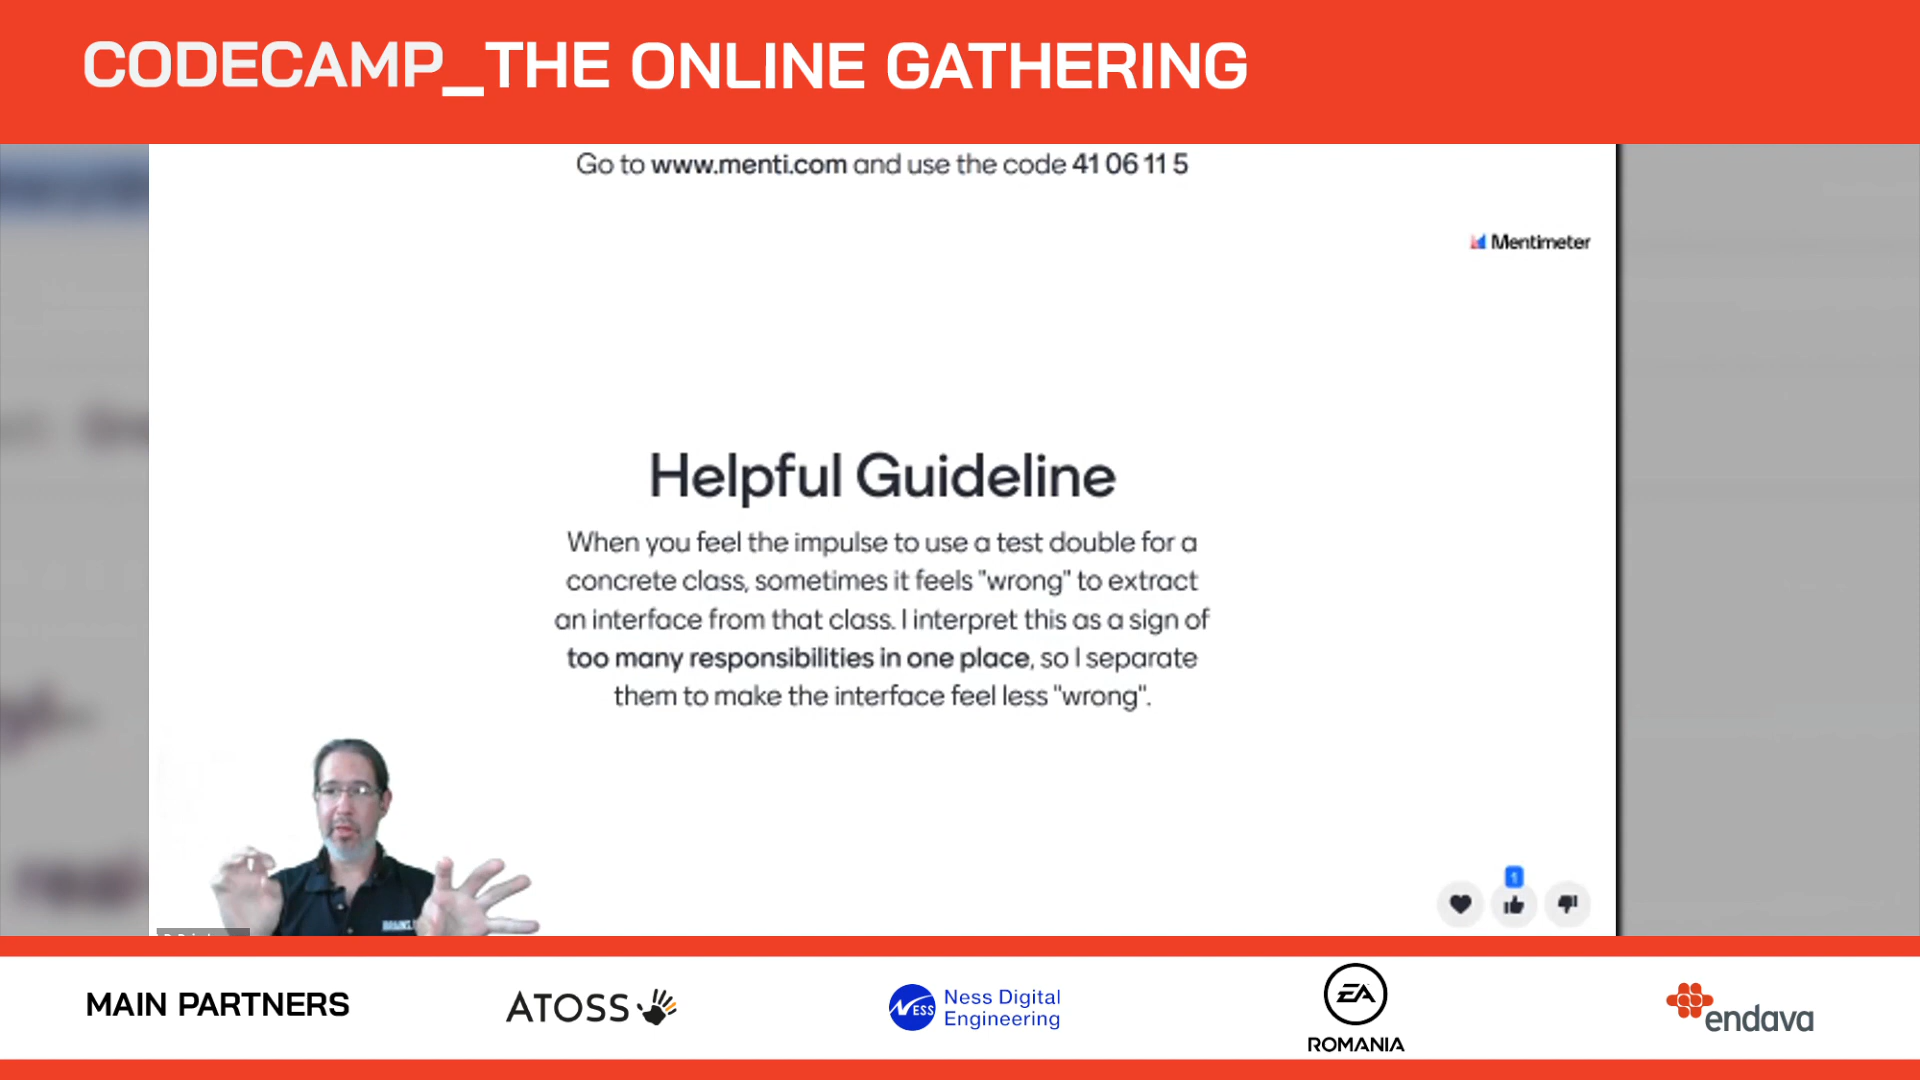 CODECAMP_THE ONLINE GATHERING
Go to www.menti.com and use the code 41 06 11 5
Mentimeter
Helpful Guideline
When you feel the impulse to use a test double for a
concrete class, sometimes it feels "wrong" to extract
an interface from that class. I interpret this as a sign of
too many responsibilities in one place, so I separate
them to make the interface feel less "wrong".
1
MAIN PARTNERS
ATOSS
NESS
Ness Digital
Engineering
EA
ROMANIA
endava